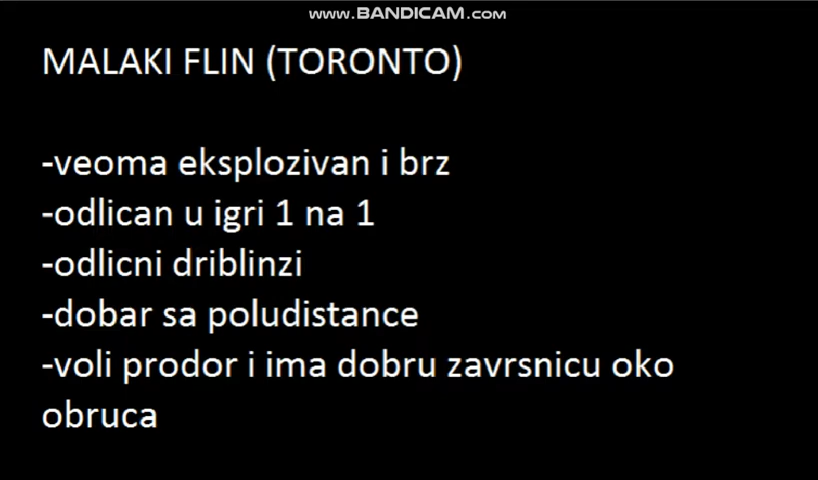 www.BANDICAM.com
MALAKI FLIN (TORONTO)
-veoma eksplozivan i brz
-odlican u igri 1 na 1
-odlicni driblinzi
-dobar sa poludistance
-voli prodor i ima dobru zavrsnicu oko
obruca